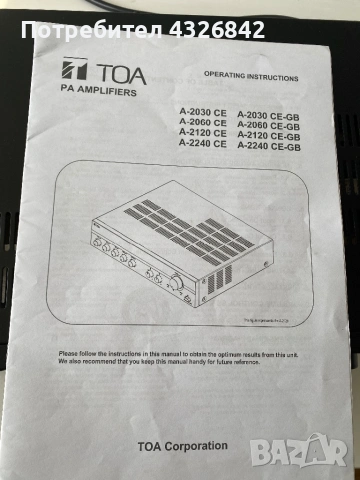 Потребител 4326842
TOA
OPERATING INSTRUCTIONS
PA AMPLIFIERS
A-2030 CE A-2030 CE-GB
A-2060 CE A-2060 CE-GB
A-2120 CE A-2120 CE-GB
A-2240 CE A-2240 CE-GB
Please follow the instructions in this manual to obtain the optimum results from this unit.
We also recommend that you keep this manual handy for future reference.
TOA Corporation
BAZAR